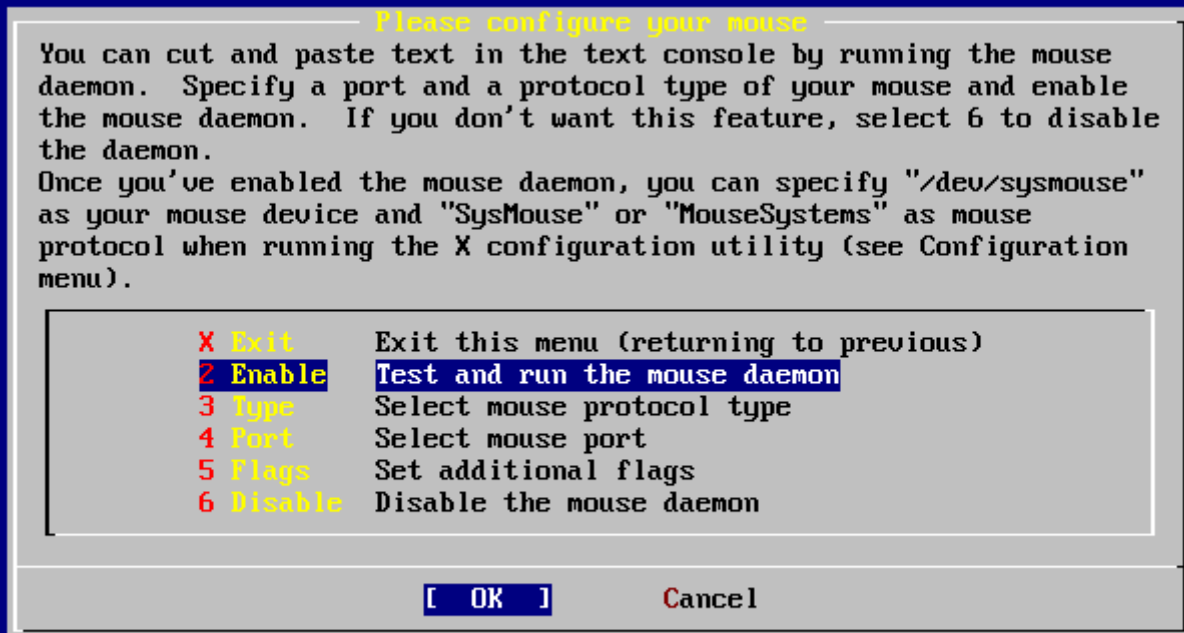 Please configure your mouse
You can cut and paste text in the text console by running the mouse
daemon.  Specify a port and a protocol type of your mouse and enable
the mouse daemon.  If you don't want this feature, select 6 to disable
the daemon.
Once you've enabled the mouse daemon, you can specify "/dev/sysmouse"
as your mouse device and "SysMouse" or "MouseSystems" as mouse
protocol when running the X configuration utility (see Configuration
menu).
X Exit     Exit this menu (returning to previous)
2 Enable   Test and run the mouse daemon
3 Type     Select mouse protocol type
4 Port     Select mouse port
5 Flags    Set additional flags
6 Disable  Disable the mouse daemon
[  OK  ]       Cancel